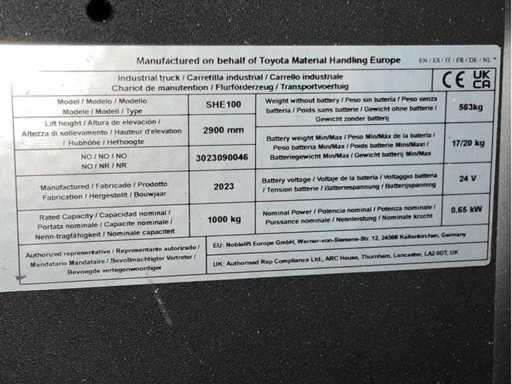 Manufactured on behalf of Toyota Material Handling Europe
EN / ES / IT / FR / DE / NL *
Industrial truck / Carretilla industrial / Carrello industriale
Chariot de manutention / Flurförderzeug / Transportvoertuig
CE UK CA
Model / Modelo / Modello
Modele / Modell / Type
SHE100
Weight without battery / Peso sin batería / Peso senza
batteria / Poids sans batterie / Gewicht ohne batterie /
Gewicht zonder batterij
563kg
Lift height / Altura de elevación /
Altezza di sollevamento / Hauteur d'elevation
/ Hubhöhe / Hefhoogte
2900 mm
Battery weight Min/Max / Peso Min/Máx de la batería /
Peso batteria Min/Max / Poids batterie Min/Maxi /
Batteriegewicht Min/Max / Gewicht batterij Min/Max
17/20 kg
NO / NO / NO
NO / NR / NR
3023090046
Manufactured / Fabricado / Prodotto
Fabrication / Hergestellt / Bouwjaar
2023
Battery voltage / Voltaje de la batería / Voltaggio batteria
/ Tension batterie / Batteriespannung / Batterijspanning
24 V
Rated Capacity / Capacidad nominal /
Portata nominale / Capacite nominale /
Nenn-tragfähigkeit / Nominale capaciteit
1000 kg
Nominal Power / Potencia nominal / Potenza nominale /
Puissance nominale / Nennleistung / Nominale kracht
0.65 kW
Authorized representative / Representante autorizado /
Mandatario Mandataire / Bevollmächtigter Vertreter /
Bevoegde vertegenwoordiger
EU: Noblelift Europe GmbH, Werner-von-Siemens-Str. 12, 24568 Kaltenkirchen, Germany
UK: Authorised Rep Compliance Ltd., ARC House, Thurnham, Lancaster, LA2 0DT, UK